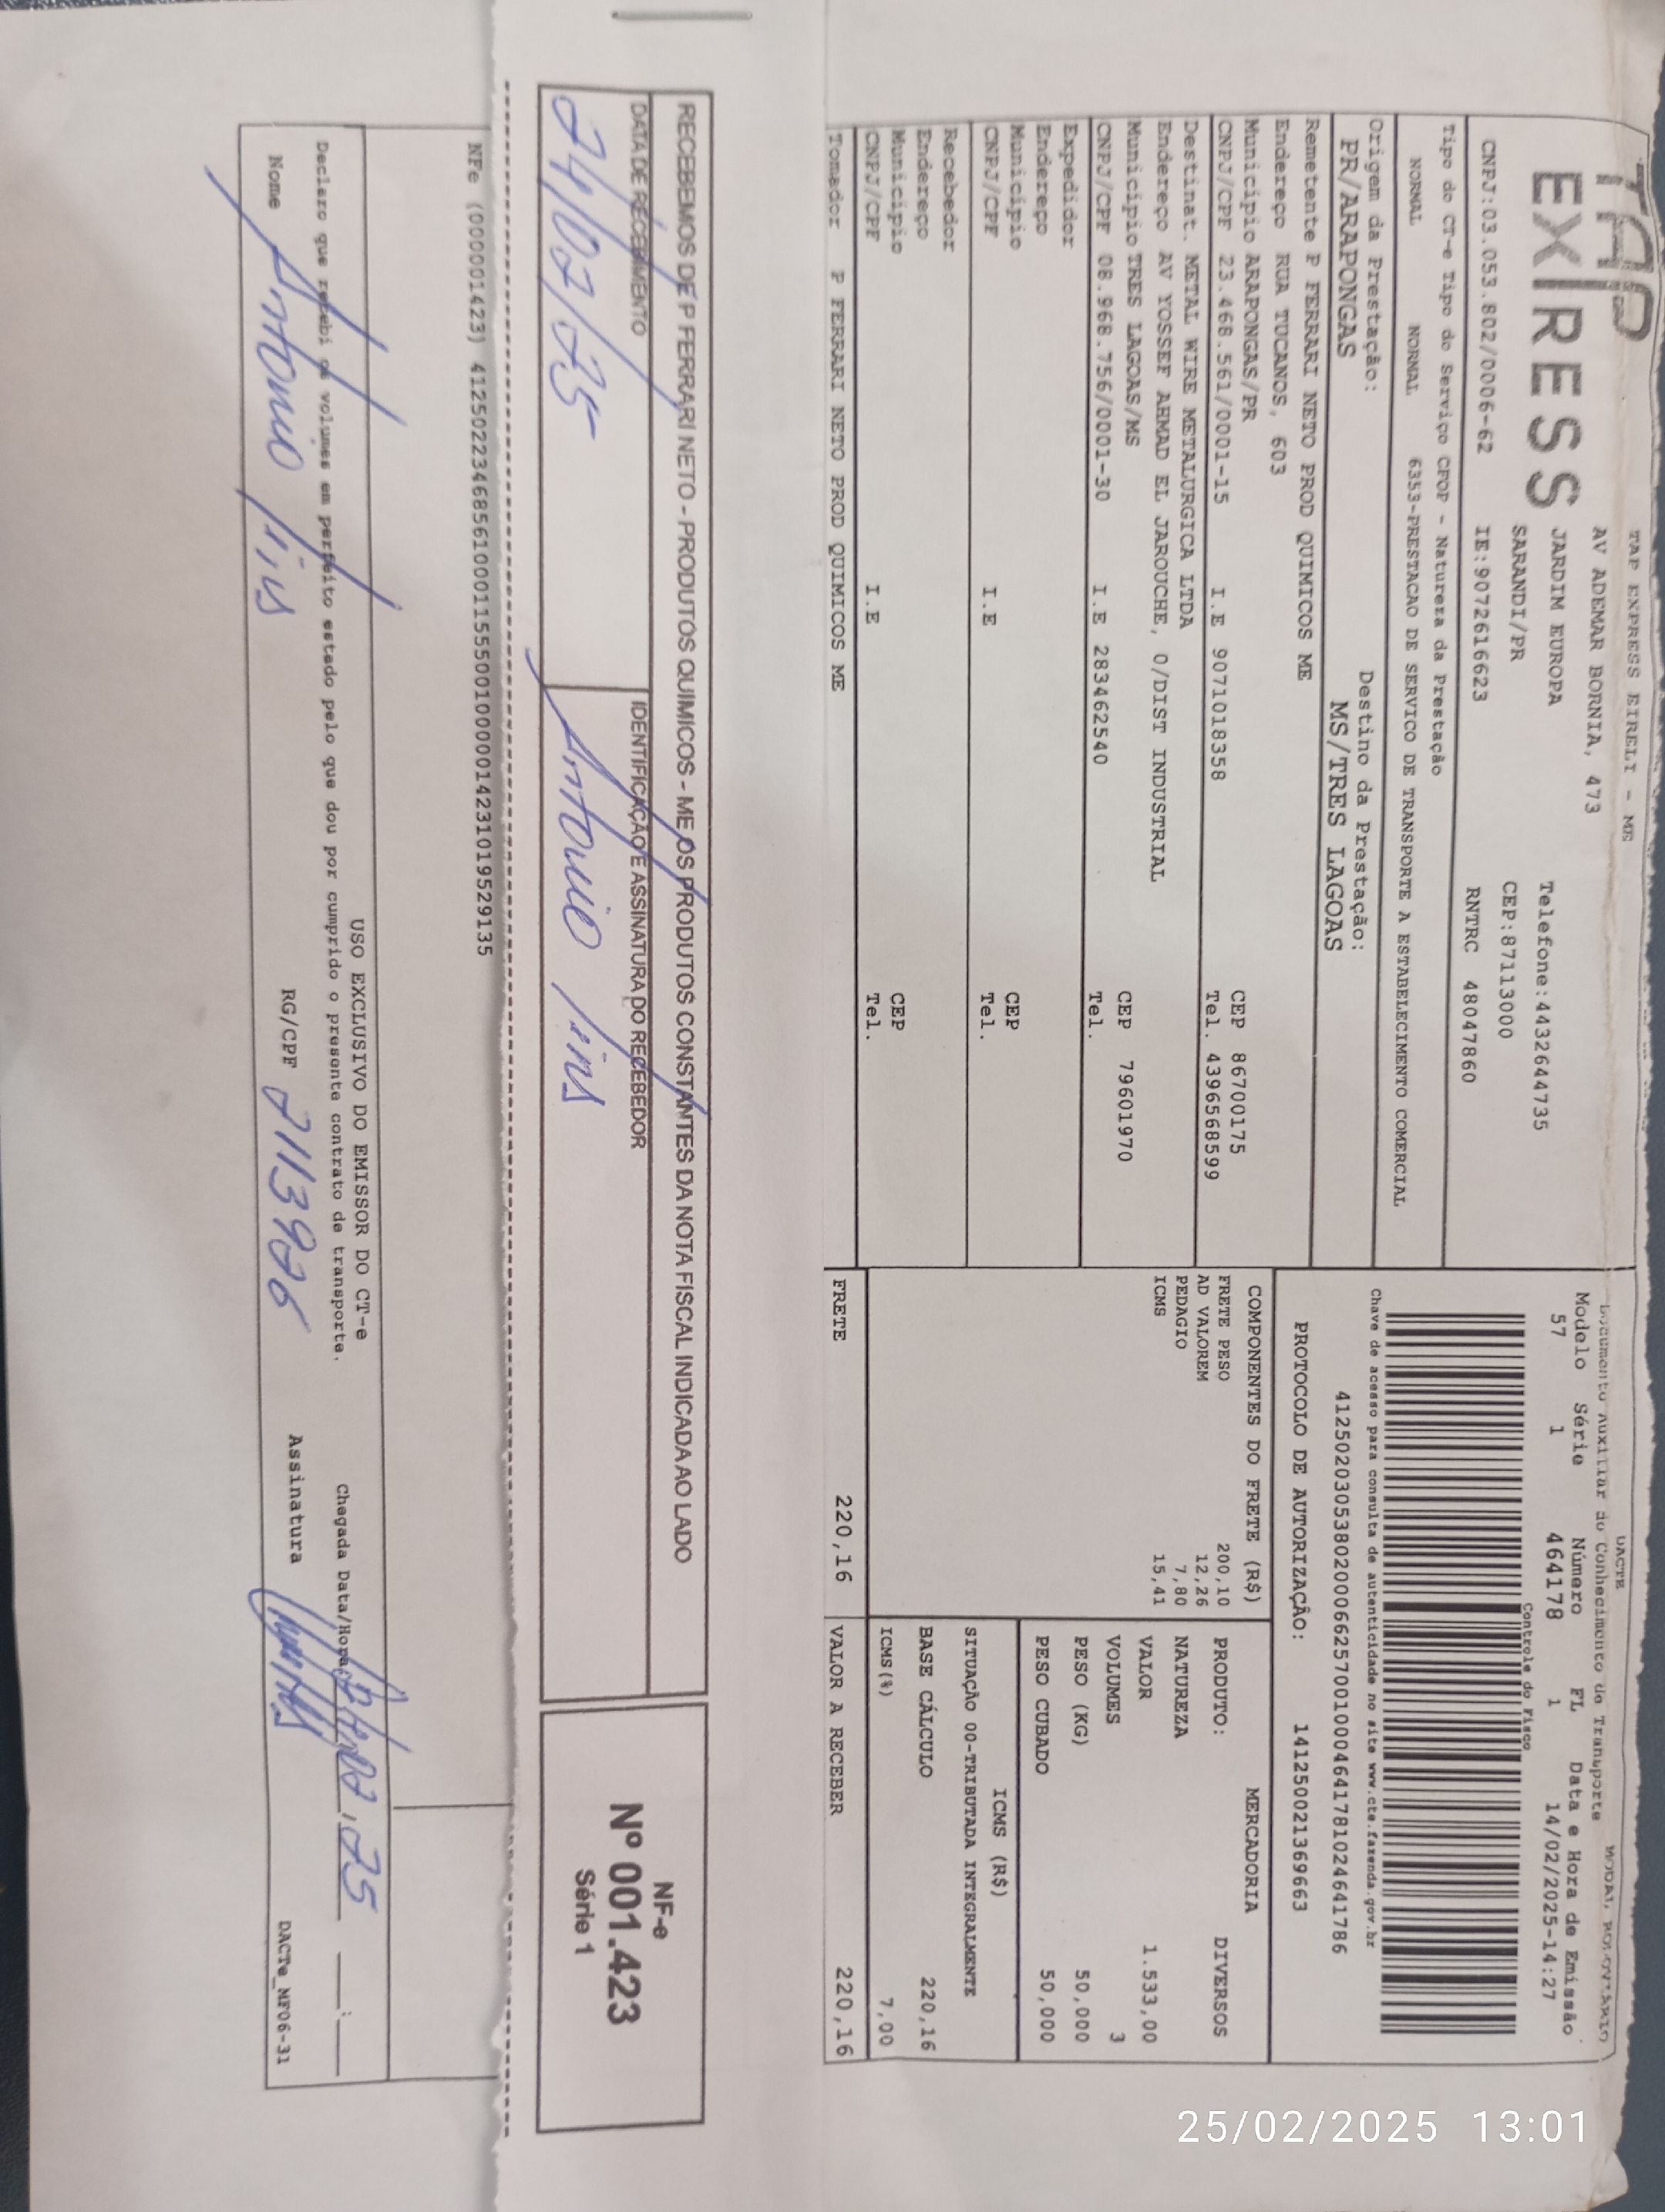 TAP
EXPRESS
TAP EXPRESS EIRELI - ME
AV ADEMAR BORNIA, 473
JARDIM EUROPA
Telefone:4432644735
SARANDI/PR
CEP:87113000
CNPJ:03.053.802/0006-62
IE:9072616623
RNTRC 48047860
DACTE
Documento Auxiliar do Conhecimento de Transporte
MODAL RODOVIARIO
Modelo Série Número FL Data e Hora de Emissão
57 1 464178 1 14/02/2025-14:27
Controle do Fisco
Tipo do CT-e Tipo do Serviço CFOP - Natureza da Prestação
NORMAL NORMAL 6353-PRESTACAO DE SERVICO DE TRANSPORTE A ESTABELECIMENTO COMERCIAL
Chave de acesso para consulta de autenticidade no site www.cte.fazenda.gov.br
41250203053802000662570010004641781024641786
PROTOCOLO DE AUTORIZAÇÃO: 141250021369663
Origem da Prestação: Destino da Prestação:
PR/ARAPONGAS MS/TRES LAGOAS
Remetente P FERRARI NETO PROD QUIMICOS ME
Endereço RUA TUCANOS, 603
Município ARAPONGAS/PR CEP 86700175
CNPJ/CPF 23.468.561/0001-15 I.E 9071018358 Tel. 4396568599
Destinat. METAL WIRE METALURGICA LTDA
Endereço AV YOSSEF AHMAD EL JAROUCHE, 0/DIST INDUSTRIAL
Município TRES LAGOAS/MS CEP 79601970
CNPJ/CPF 08.968.756/0001-30 I.E 283462540 Tel.
Expedidor
Endereço
Município CEP
CNPJ/CPF I.E Tel.
Recebedor
Endereço
Município CEP
CNPJ/CPF I.E Tel.
Tomador P FERRARI NETO PROD QUIMICOS ME
COMPONENTES DO FRETE (R$)
FRETE PESO 200,10
AD VALOREM 12,26
PEDAGIO 7,80
ICMS 15,41
MERCADORIA
PRODUTO: DIVERSOS
NATUREZA
VALOR 1.533,00
VOLUMES 3
PESO (KG) 50,000
PESO CUBADO 50,000
ICMS (R$)
SITUAÇÃO 00-TRIBUTADA INTEGRALMENTE
BASE CÁLCULO 220,16
ICMS(%) 7,00
FRETE 220,16
VALOR A RECEBER 220,16
RECEBEMOS DE P FERRARI NETO - PRODUTOS QUIMICOS - ME OS PRODUTOS CONSTANTES DA NOTA FISCAL INDICADA AO LADO
DATA DE RECEBIMENTO
24/02/25
IDENTIFICAÇÃO E ASSINATURA DO RECEBEDOR
Antonio lins
NF-e
Nº 001.423
Série 1
NFe (000001423) 41250223468561000115550010000014231019529135
USO EXCLUSIVO DO EMISSOR DO CT-e
Declaro que recebi os volumes em perfeito estado pelo que dou por cumprido o presente contrato de transporte.
Chegada Data/Hora
Nome Antonio lins
RG/CPF
Assinatura
DACTe_MF06-31
25/02/2025 13:01